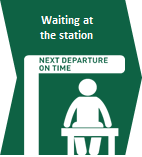 Waiting at
the station
NEXT DEPARTURE
ON TIME